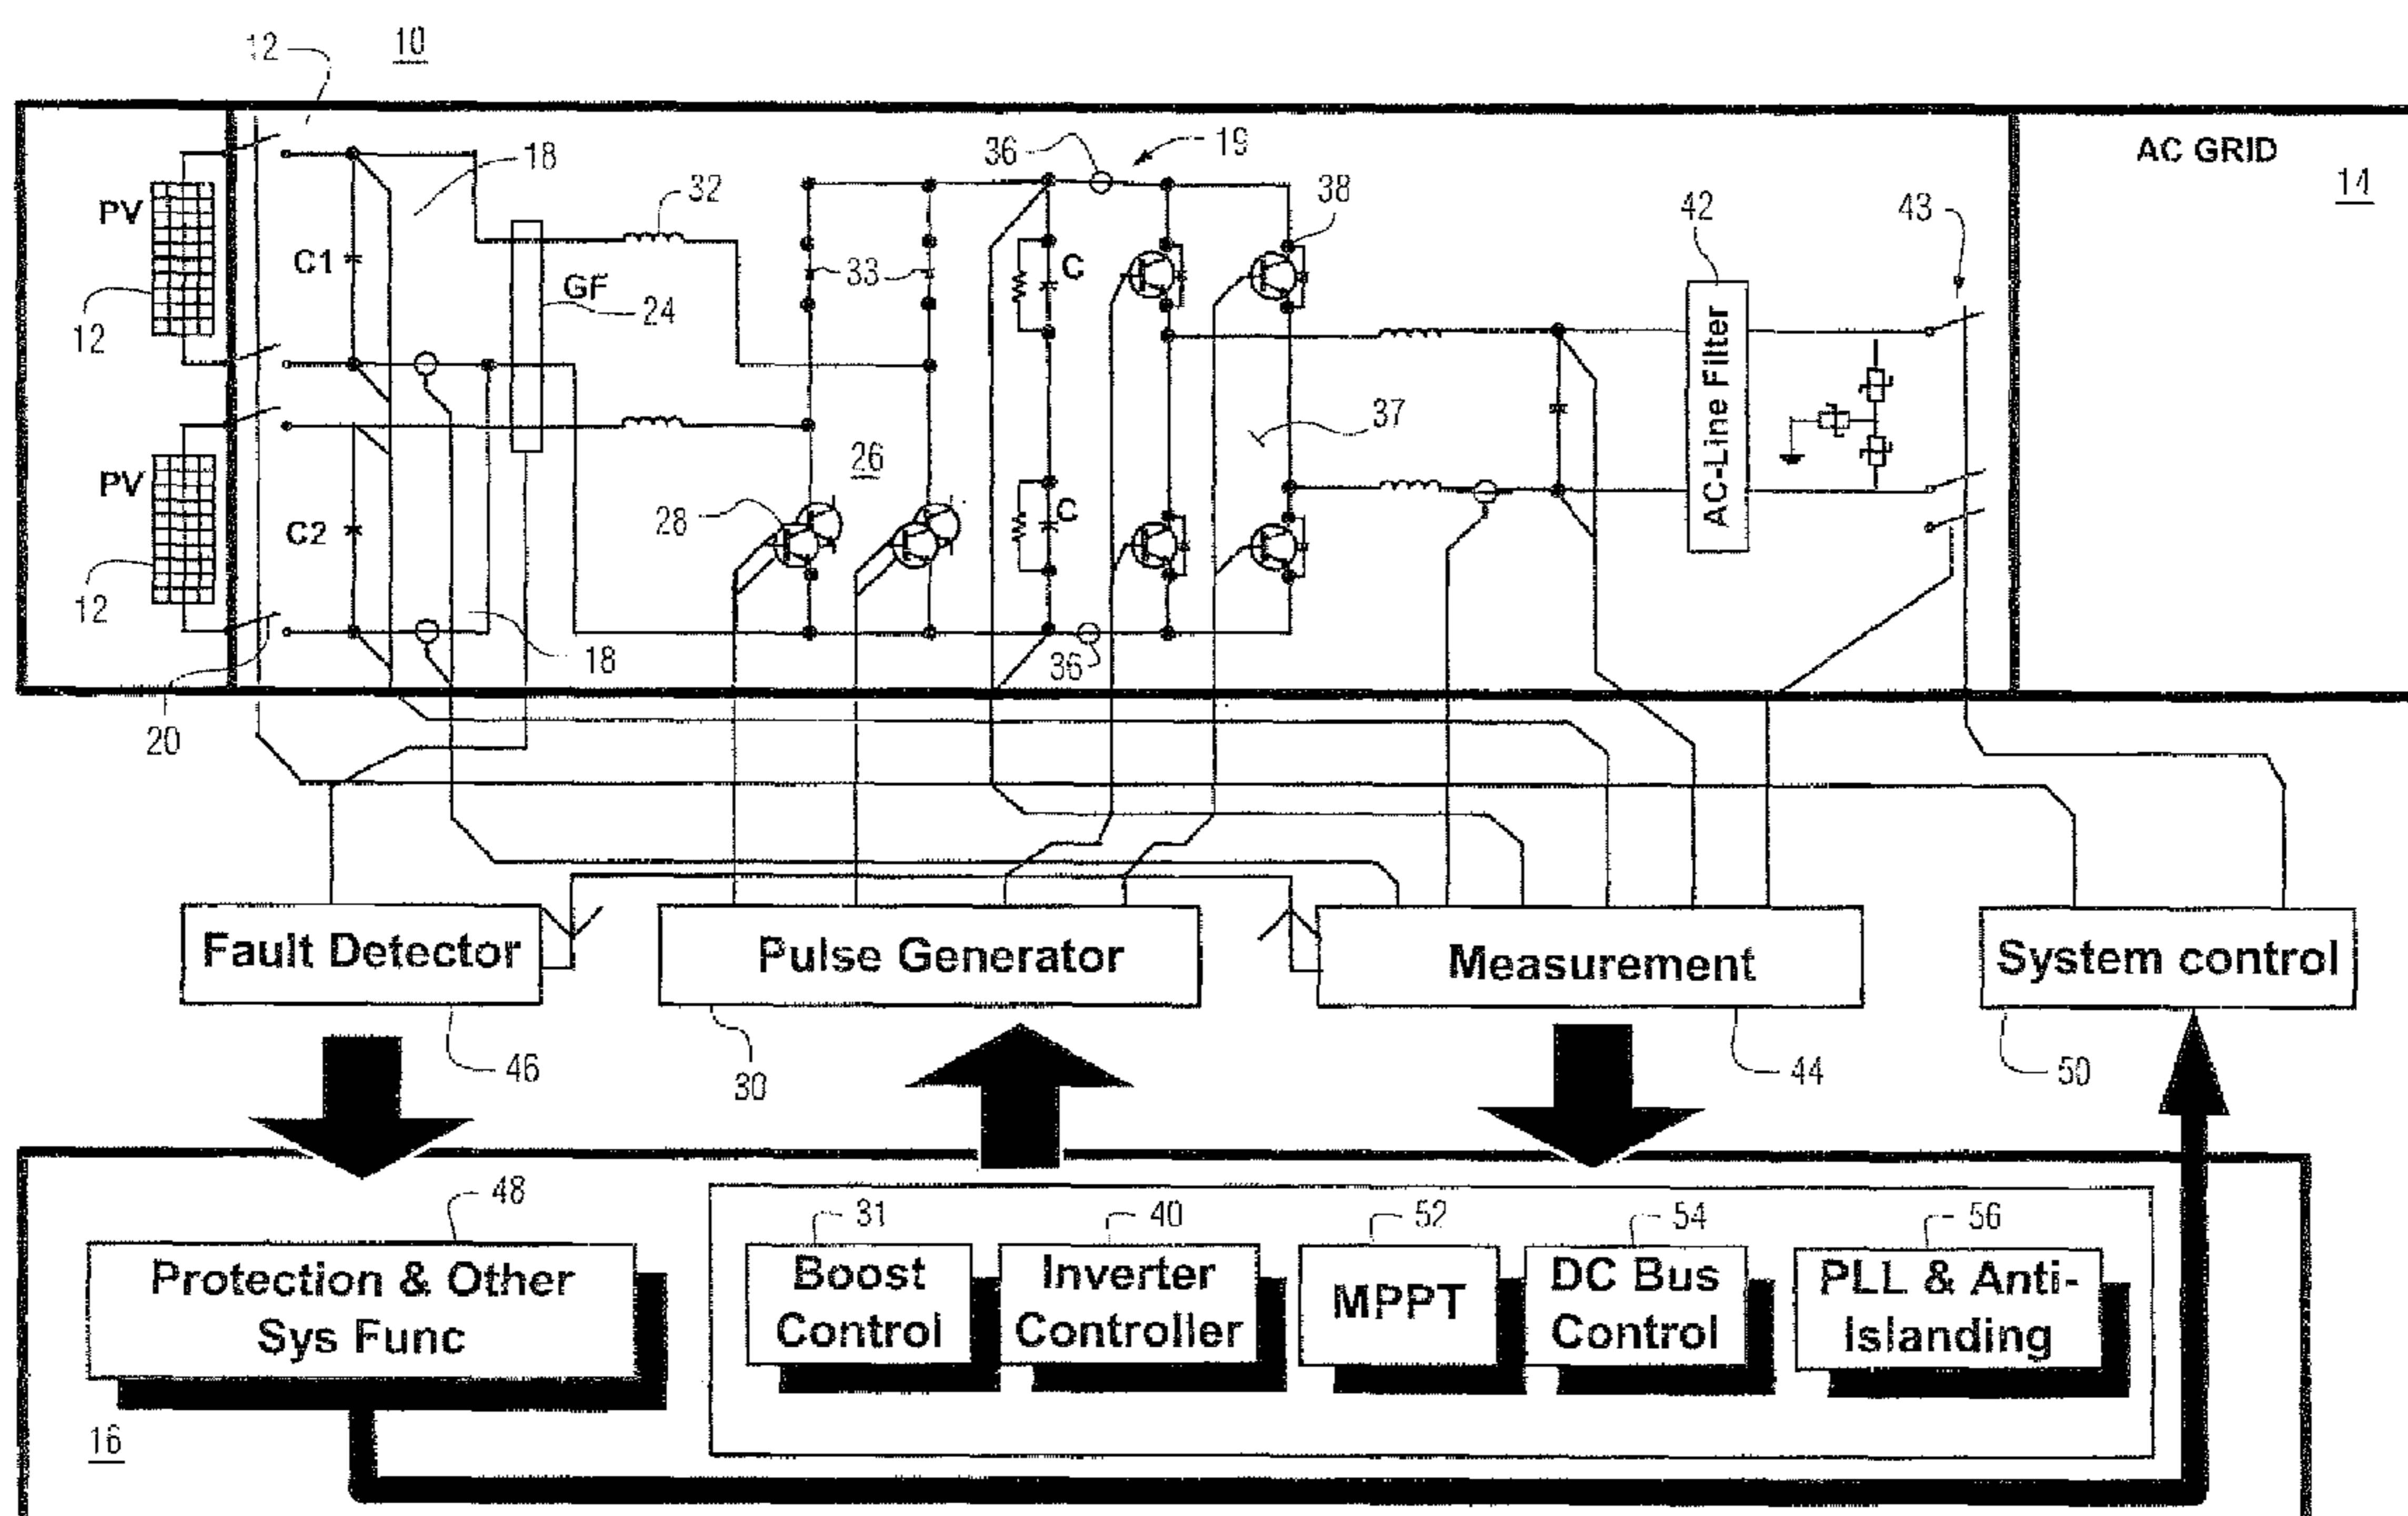 12
10
36
19
AC GRID
14
18
PV
32
38
42
43
C1
GF
33
C
12
24
AC-Line Filter
37
PV
26
28
C
C2
12
18
36
20
Fault Detector
Pulse Generator
Measurement
System control
46
30
44
50
48
31
40
52
54
56
Protection & Other
Sys Func
Boost
Control
Inverter
Controller
MPPT
DC Bus
Control
PLL & Anti-
Islanding
16